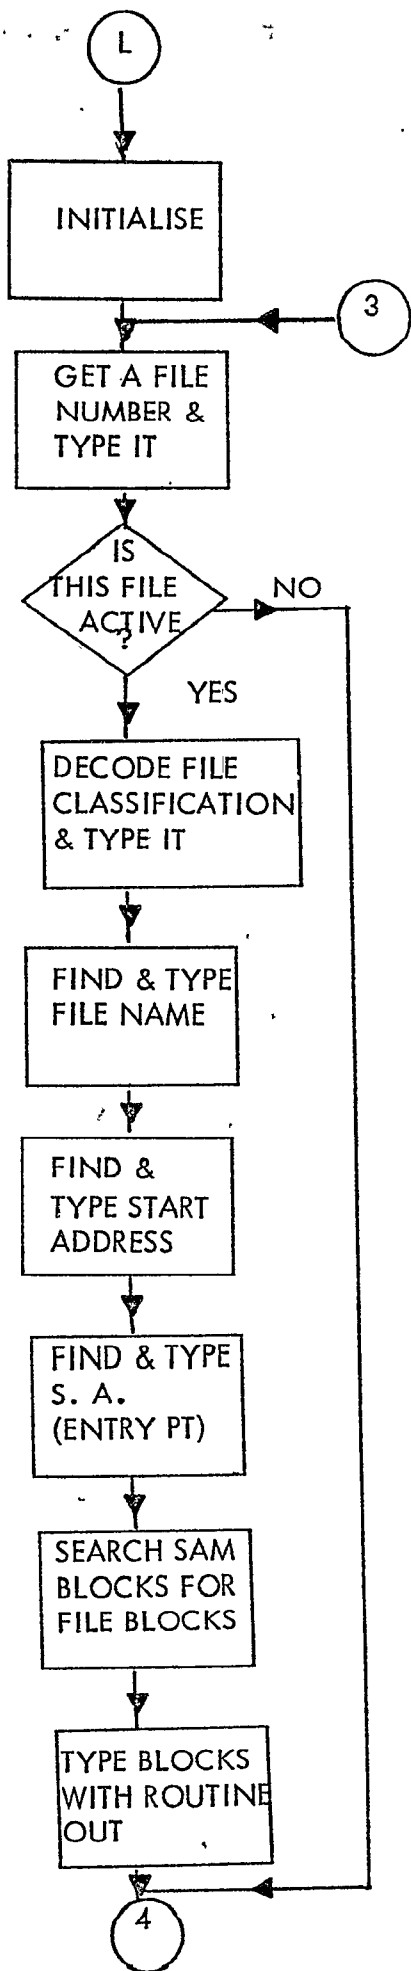 L
INITIALISE
3
GET A FILE
NUMBER &
TYPE IT
IS
THIS FILE
ACTIVE
?
NO
YES
DECODE FILE
CLASSIFICATION
& TYPE IT
FIND & TYPE
FILE NAME
FIND &
TYPE START
ADDRESS
FIND & TYPE
S. A.
(ENTRY PT)
SEARCH SAM
BLOCKS FOR
FILE BLOCKS
TYPE BLOCKS
WITH ROUTINE
OUT
4